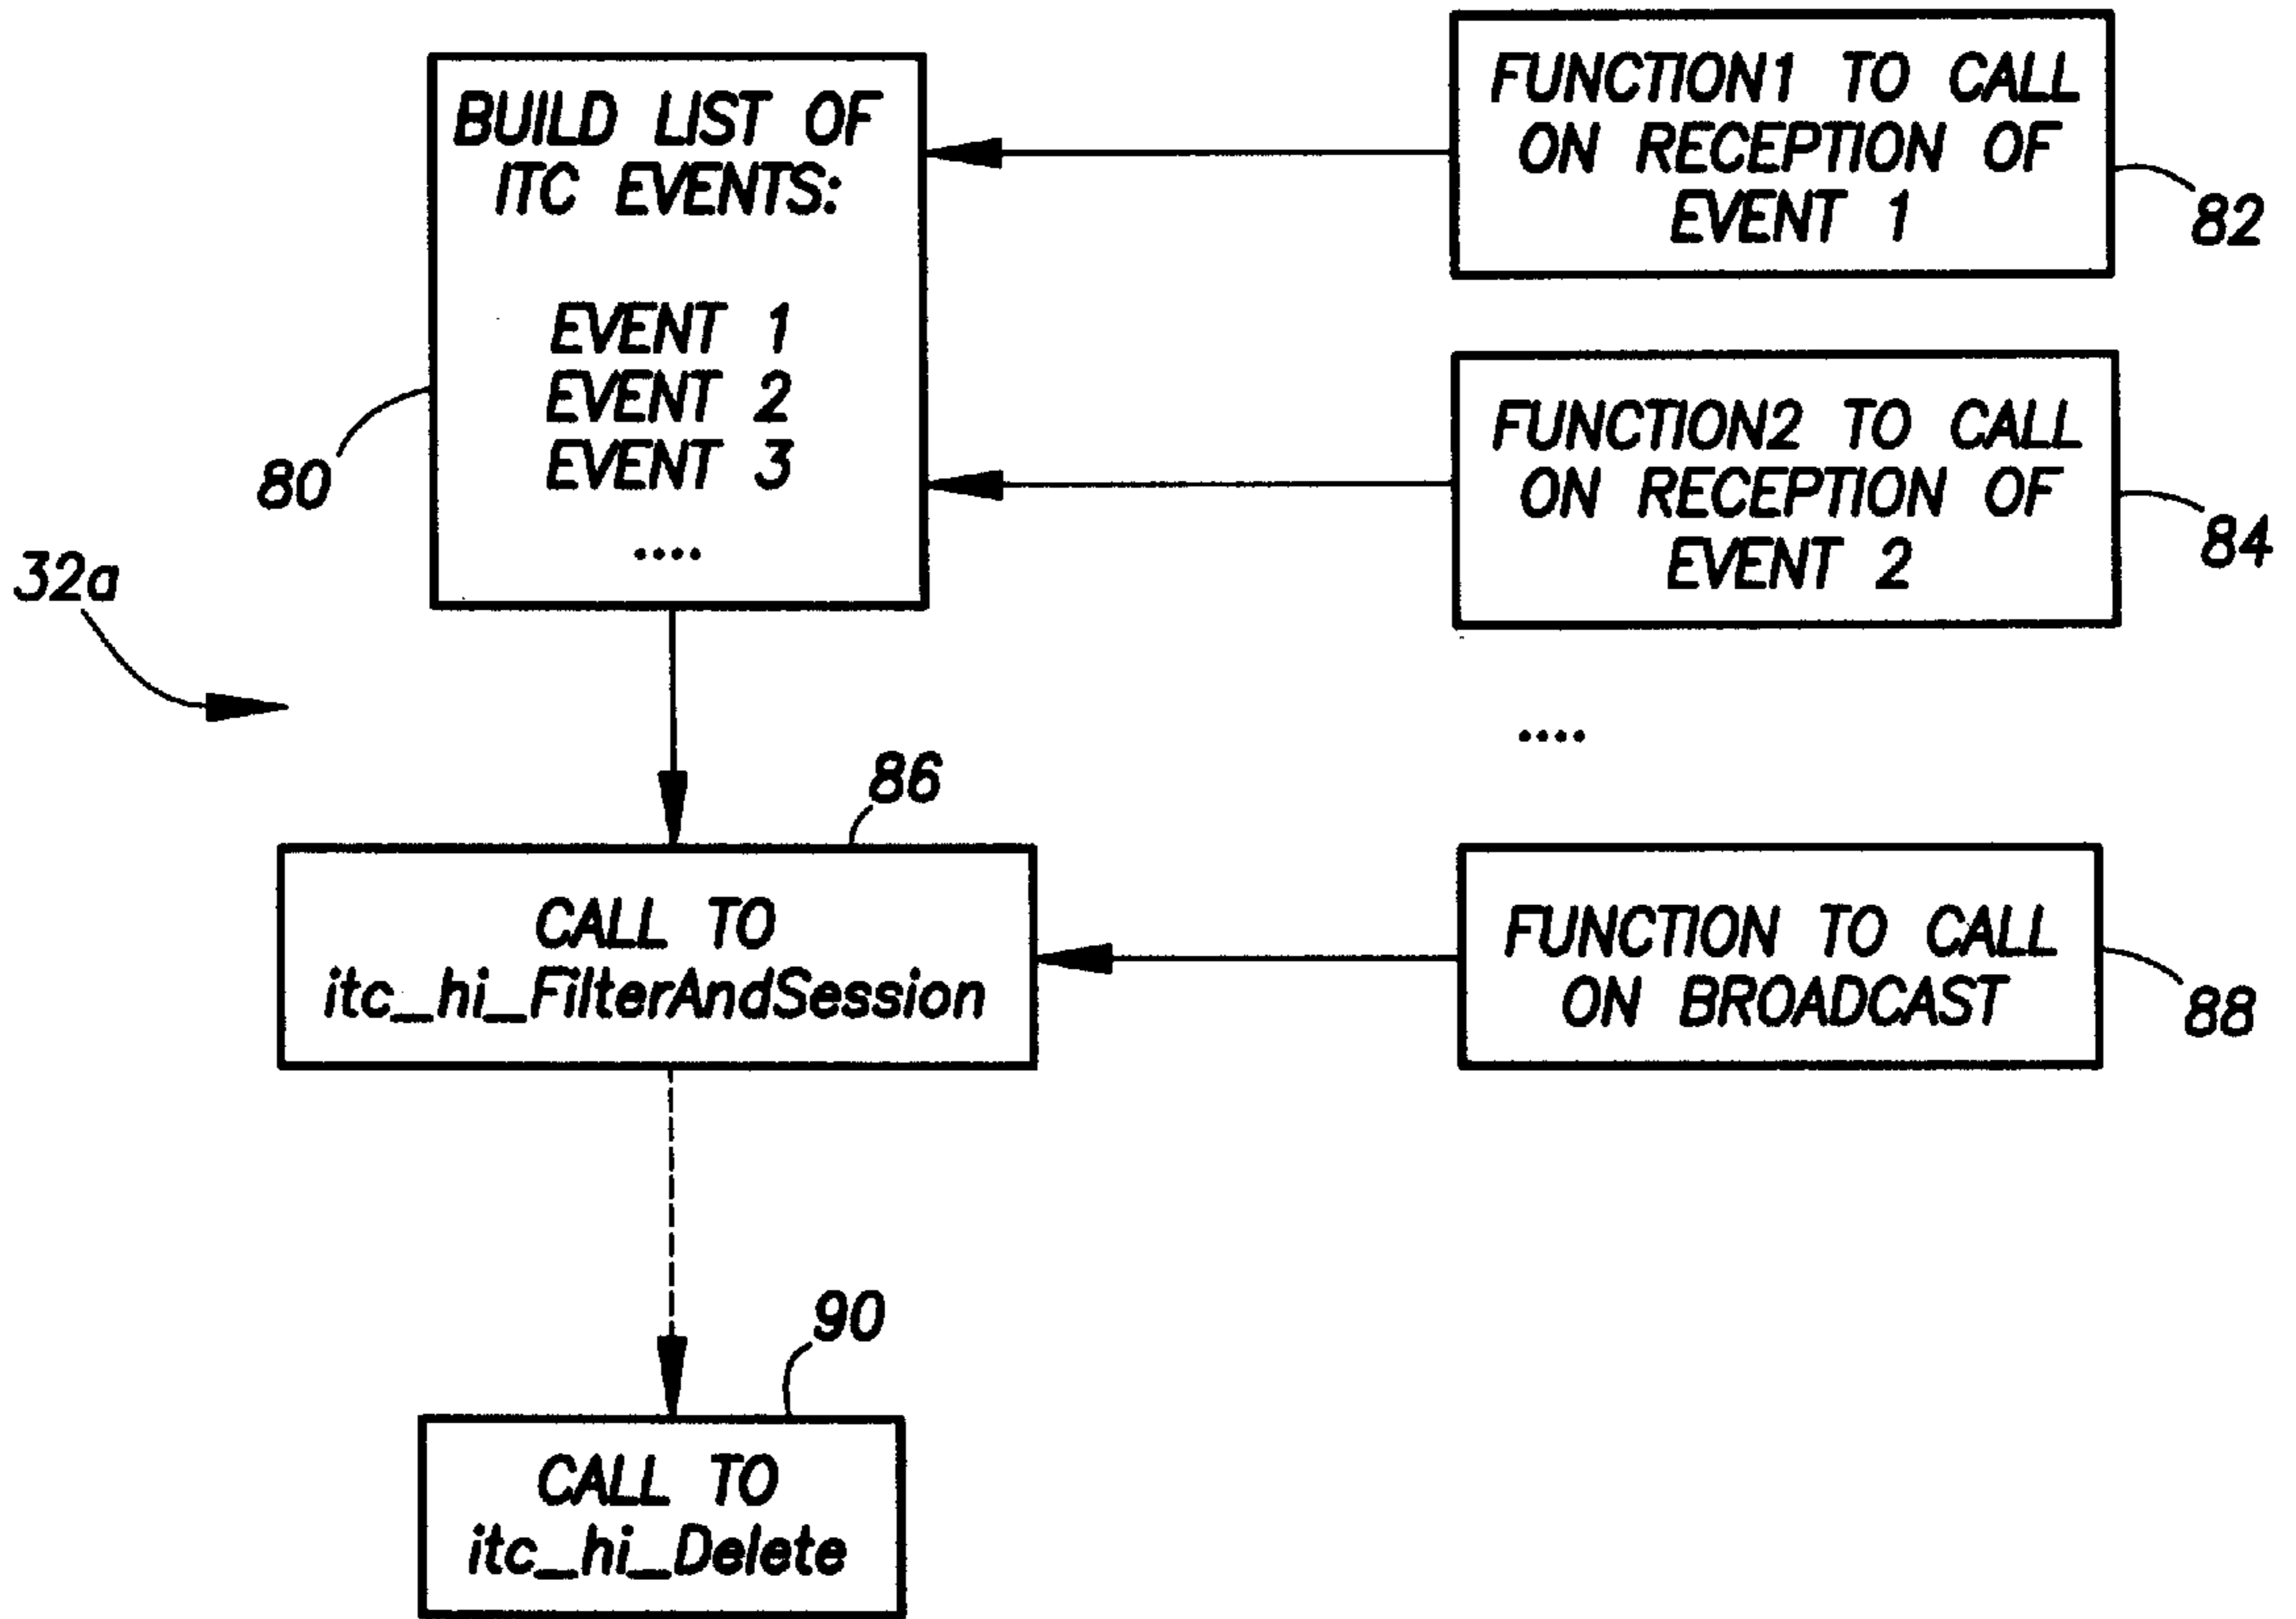 BUILD LIST OF
ITC EVENTS:
EVENT 1
EVENT 2
EVENT 3
....
80
FUNCTION1 TO CALL
ON RECEPTION OF
EVENT 1
82
FUNCTION2 TO CALL
ON RECEPTION OF
EVENT 2
84
32a
....
86
CALL TO
itc_hi_FilterAndSession
FUNCTION TO CALL
ON BROADCAST
88
90
CALL TO
itc_hi_Delete